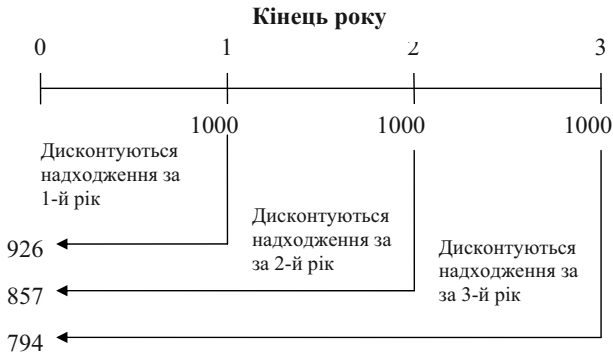 Кінець року
0 1 2 3
1000 1000 1000
Дисконтуються
надходження за
1-й рік
Дисконтуються
надходження за
за 2-й рік
Дисконтуються
надходження за
за 3-й рік
926
857
794